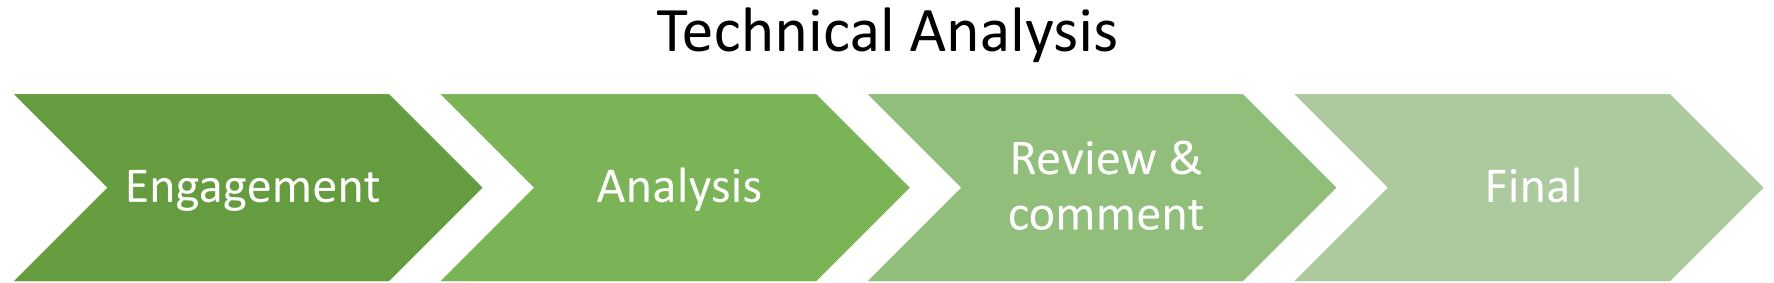 Technical Analysis
Engagement
Analysis
Review &
comment
Final